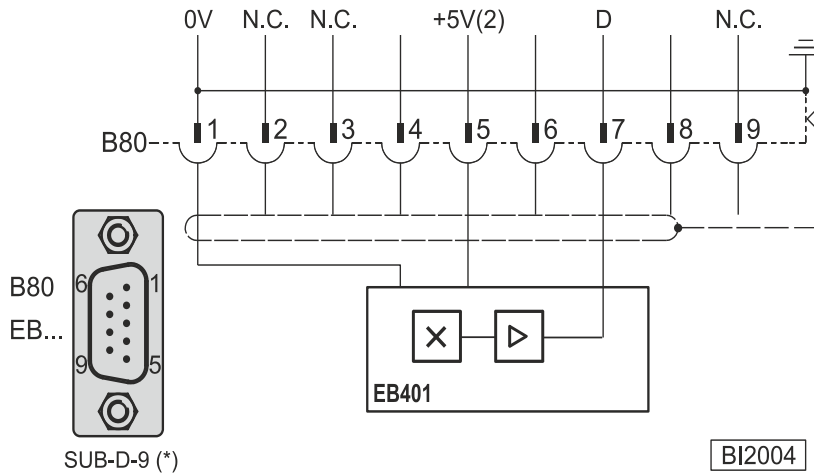 0V N.C. N.C. +5V(2) D N.C.
B80 1 2 3 4 5 6 7 8 9
B80
EB...
6 1
9 5
EB401
SUB-D-9 (*)
BI2004